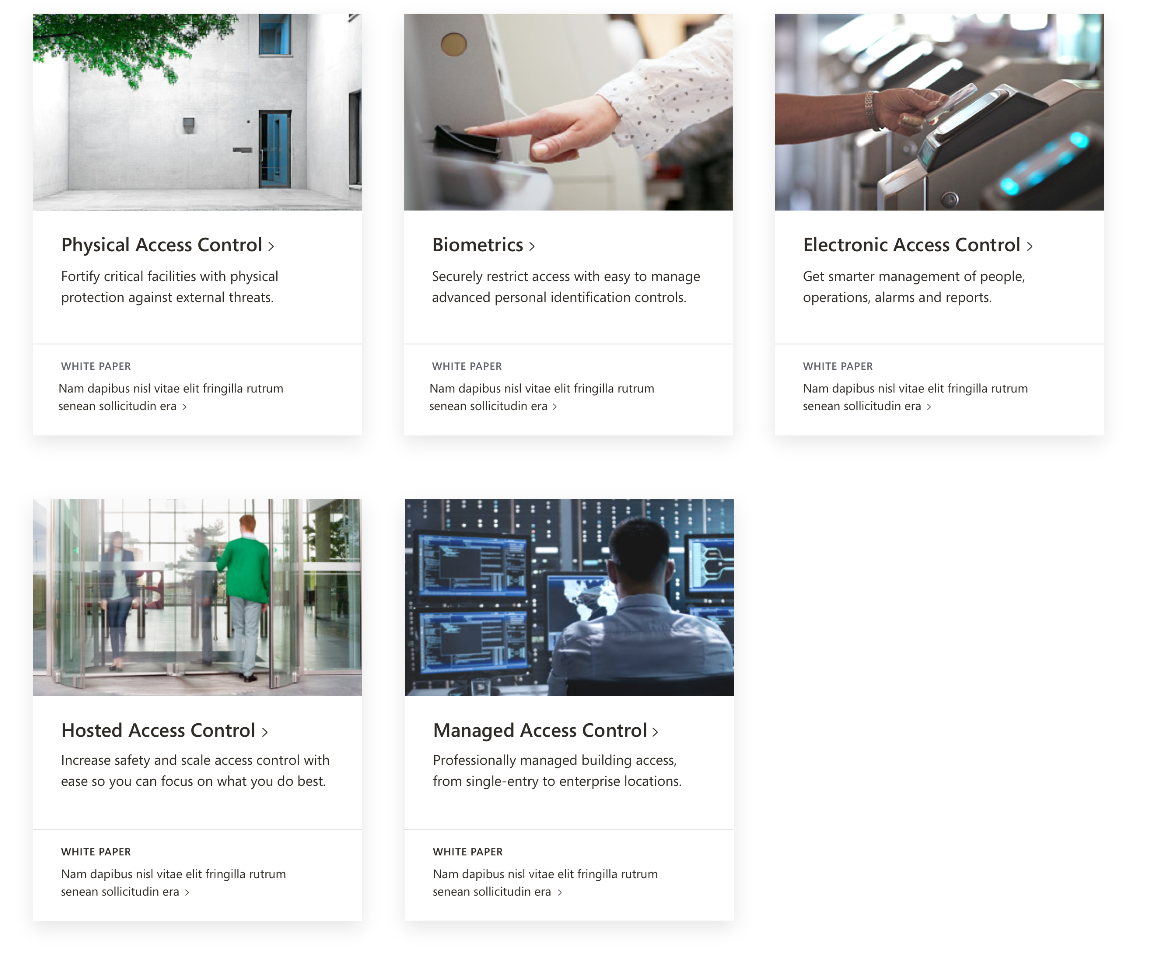 Physical Access Control >
Fortify critical facilities with physical
protection against external threats.
WHITE PAPER
Nam dapibus nisl vitae elit fringilla rutrum
senean sollicitudin era >
Biometrics >
Securely restrict access with easy to manage
advanced personal identification controls.
WHITE PAPER
Nam dapibus nisl vitae elit fringilla rutrum
senean sollicitudin era >
Electronic Access Control >
Get smarter management of people,
operations, alarms and reports.
WHITE PAPER
Nam dapibus nisl vitae elit fringilla rutrum
senean sollicitudin era >
Hosted Access Control >
Increase safety and scale access control with
ease so you can focus on what you do best.
WHITE PAPER
Nam dapibus nisl vitae elit fringilla rutrum
senean sollicitudin era >
Managed Access Control >
Professionally managed building access,
from single-entry to enterprise locations.
WHITE PAPER
Nam dapibus nisl vitae elit fringilla rutrum
senean sollicitudin era >